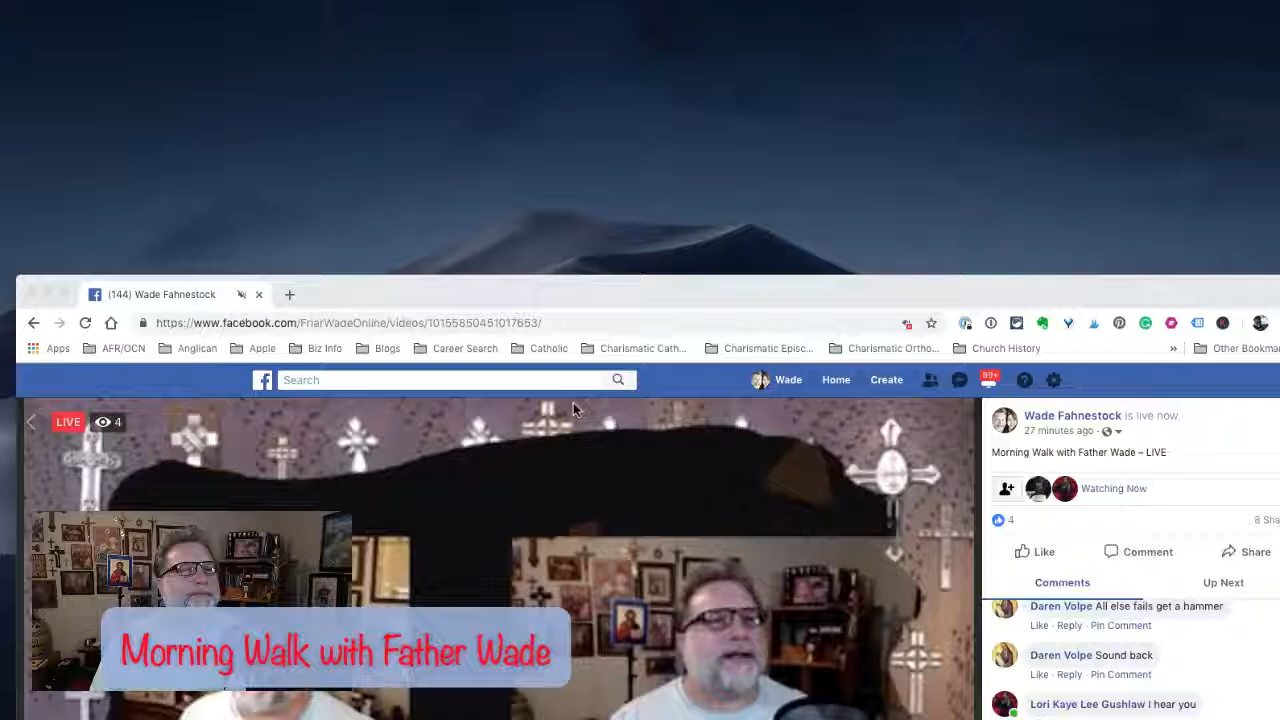 (144) Wade Fahnestock
https://www.facebook.com/FriarWadeOnline/videos/10155850451017653/
Apps AFR/OCN Anglican Apple Biz Info Blogs Career Search Catholic Charismatic Cath... Charismatic Episc... Charismatic Ortho... Church History » Other Bookma
Search Wade Home Create 99+
LIVE 4
Wade Fahnestock is live now.
27 minutes ago
Morning Walk with Father Wade – LIVE
Watching Now
4 8 Sha
Like Comment Share
Comments Up Next
Daren Volpe All else fails get a hammer
Like · Reply · Pin Comment
Daren Volpe Sound back
Like · Reply · Pin Comment
Lori Kaye Lee Gushlaw I hear you
Morning Walk with Father Wade